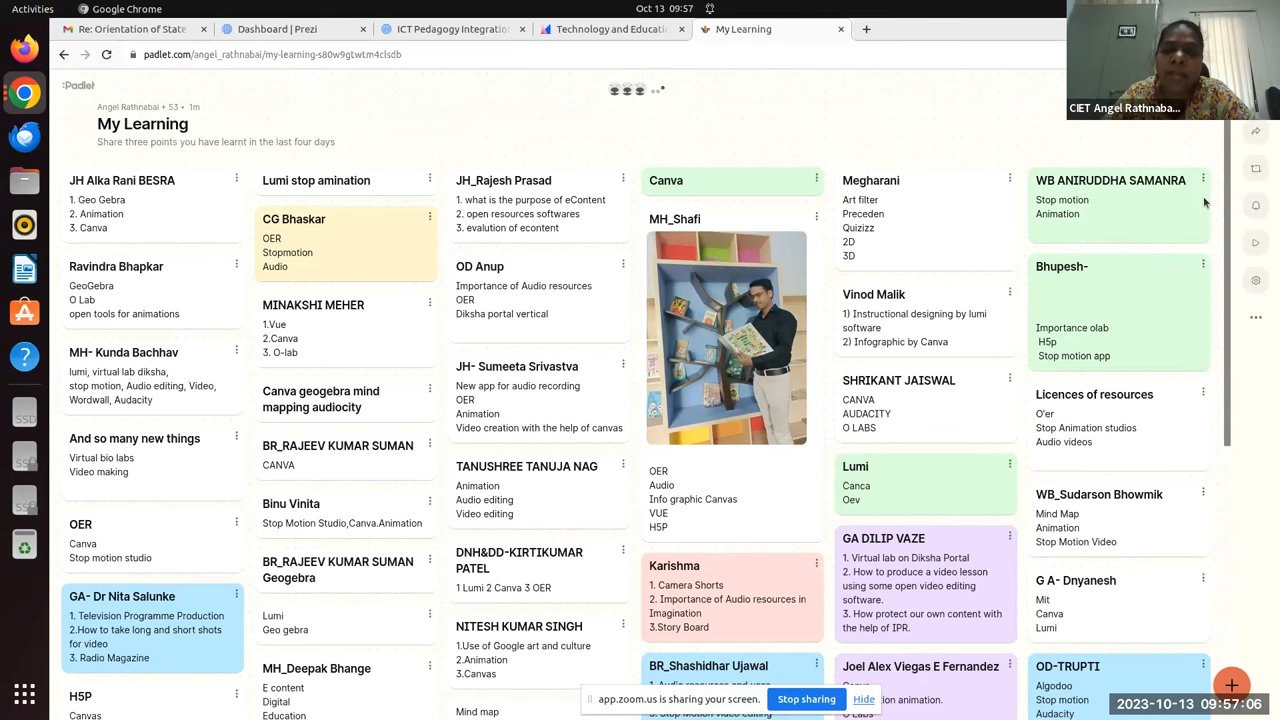 Activities
Google Chrome
Oct 13 09:57
Re: Orientation of State
Dashboard | Prezi
ICT Pedagogy Integratio
Technology and Educatio
My Learning
padlet.com/angel_rathnabai/my-learning-s80w9gtwtm4clsdb
CIET Angel Rathnaba...
:Padlet
Angel Rathnabai + 53 • 1m
My Learning
Share three points you have learnt in the last four days
JH Alka Rani BESRA
1. Geo Gebra
2. Animation
3. Canva
Ravindra Bhapkar
GeoGebra
O Lab
open tools for animations
MH- Kunda Bachhav
lumi, virtual lab diksha,
stop motion, Audio editing, Video,
Wordwall, Audacity
And so many new things
Virtual bio labs
Video making
OER
Canva
Stop motion studio
GA- Dr Nita Salunke
1. Television Programme Production
2.How to take long and short shots
for video
3. Radio Magazine
H5P
Canvas
Lumi stop amination
CG Bhaskar
OER
Stopmotion
Audio
MINAKSHI MEHER
1.Vue
2.Canva
3. O-lab
Canva geogebra mind
mapping audiocity
BR_RAJEEV KUMAR SUMAN
CANVA
Binu Vinita
Stop Motion Studio,Canva.Animation
BR_RAJEEV KUMAR SUMAN
Geogebra
Lumi
Geo gebra
MH_Deepak Bhange
E content
Digital
Education
JH_Rajesh Prasad
1. what is the purpose of eContent
2. open resources softwares
3. evalution of econtent
OD Anup
Importance of Audio resources
OER
Diksha portal vertical
JH- Sumeeta Srivastva
New app for audio recording
OER
Animation
Video creation with the help of canvas
TANUSHREE TANUJA NAG
Animation
Audio editing
Video editing
DNH&DD-KIRTIKUMAR
PATEL
1 Lumi 2 Canva 3 OER
NITESH KUMAR SINGH
1.Use of Google art and culture
2.Animation
3.Canvas
Mind map
Canva
MH_Shafi
OER
Audio
Info graphic Canvas
VUE
H5P
Karishma
1. Camera Shorts
2. Importance of Audio resources in
Imagination
3.Story Board
BR_Shashidhar Ujawal
Megharani
Art filter
Preceden
Quizizz
2D
3D
Vinod Malik
1) Instructional designing by lumi
software
2) Infographic by Canva
SHRIKANT JAISWAL
CANVA
AUDACITY
O LABS
Lumi
Canca
Oev
GA DILIP VAZE
1. Virtual lab on Diksha Portal
2. How to produce a video lesson
using some open video editing
software.
3. How protect our own content with
the help of IPR.
Joel Alex Viegas E Fernandez
WB ANIRUDDHA SAMANRA
Stop motion
Animation
Bhupesh-
Importance olab
H5p
Stop motion app
Licences of resources
O'er
Stop Animation studios
Audio videos
WB_Sudarson Bhowmik
Mind Map
Animation
Stop Motion Video
G A- Dnyanesh
Mit
Canva
Lumi
OD-TRUPTI
Algodoo
Stop motion
Audacity
app.zoom.us is sharing your screen.
Stop sharing
Hide
2023-10-13 09:57:06